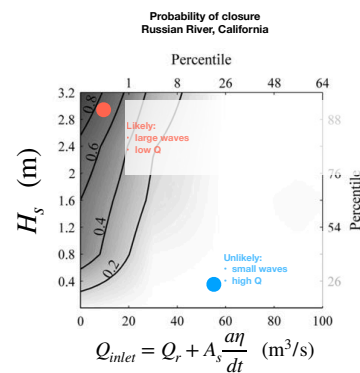 Probability of closure
Russian River, California
Percentile
1 8 26 64
3.2
2.8
2.4
2
1.6
1.2
0.8
0.4
0 20 40 60 80 100
H_s (m)
0.8
0.6
0.4
0.2
Likely:
• large waves
• low Q
Unlikely:
• small waves
• high Q
88
76
54
26
Percentile
Q_inlet = Q_r + A_s aη/dt (m³/s)